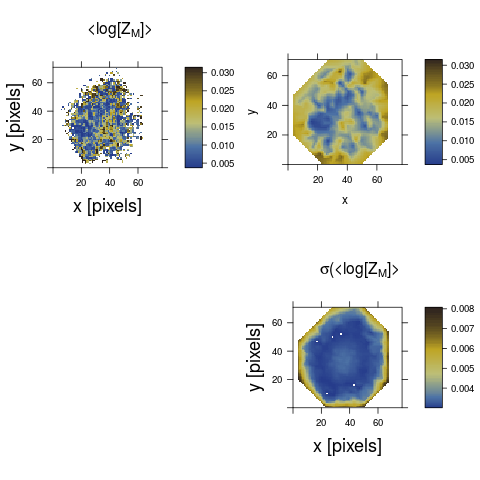 <log[Z_M]>
60
40
20
20 40 60
x [pixels]
y [pixels]
0.030
0.025
0.020
0.015
0.010
0.005
60
40
20
20 40 60
x
y
0.030
0.025
0.020
0.015
0.010
0.005
σ(<log[Z_M]>
60
40
20
20 40 60
x [pixels]
y [pixels]
0.008
0.007
0.006
0.005
0.004